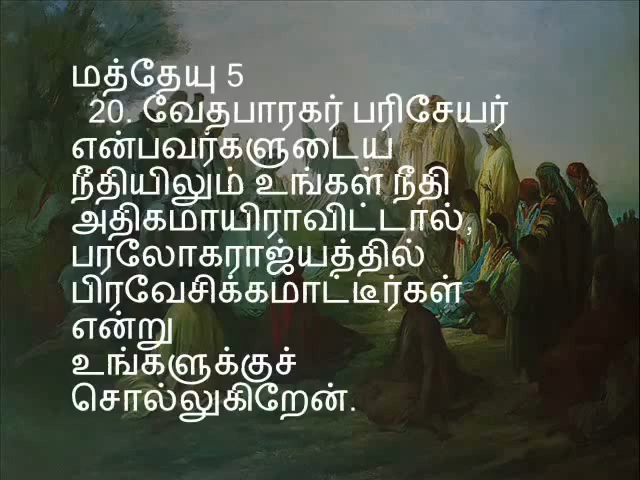 மத்தேயு 5
20. வேதபாரகர் பரிசேயர்
என்பவர்களுடைய
நீதியிலும் உங்கள் நீதி
அதிகமாயிராவிட்டால்,
பரலோகராஜ்யத்தில்
பிரவேசிக்கமாட்டீர்கள்
என்று
உங்களுக்குச்
சொல்லுகிறேன்.